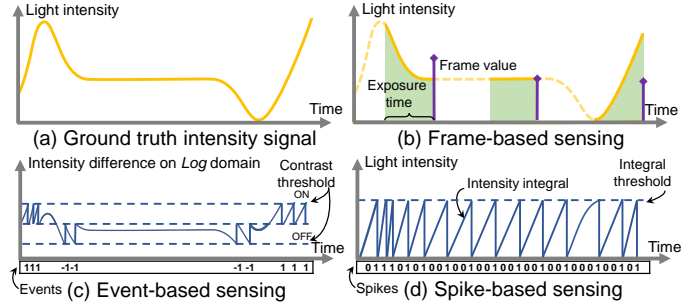 Light intensity
Time
(a) Ground truth intensity signal
Light intensity
Frame value
Exposure
time
Time
(b) Frame-based sensing
Intensity difference on Log domain
Contrast
threshold
ON
OFF
Time
Events
1 1 1 -1 -1 -1 -1 1 1 1
(c) Event-based sensing
Light intensity
Integral
threshold
Intensity integral
Time
Spikes
(d) Spike-based sensing